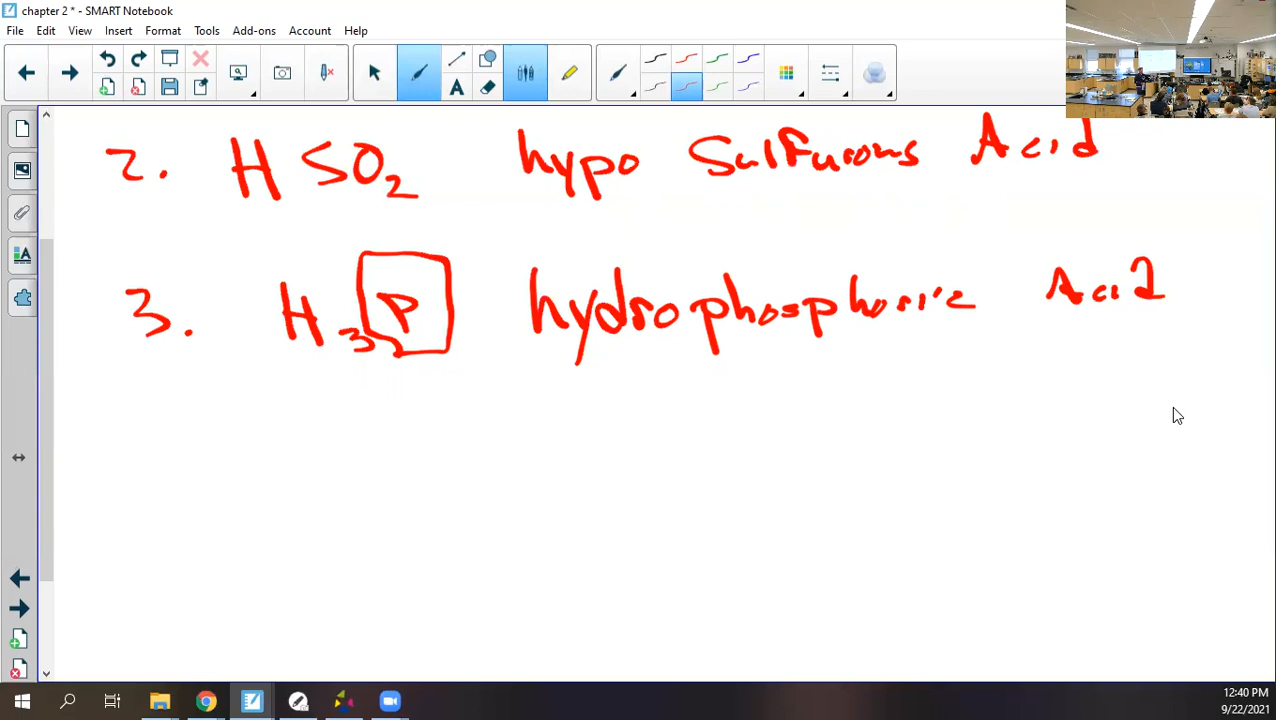 chapter 2 * - SMART Notebook
File Edit View Insert Format Tools Add-ons Account Help
2. HSO2 hypo Sulfurous Acid
3. H3P hydrophosphoric Acid
12:40 PM
9/22/2021